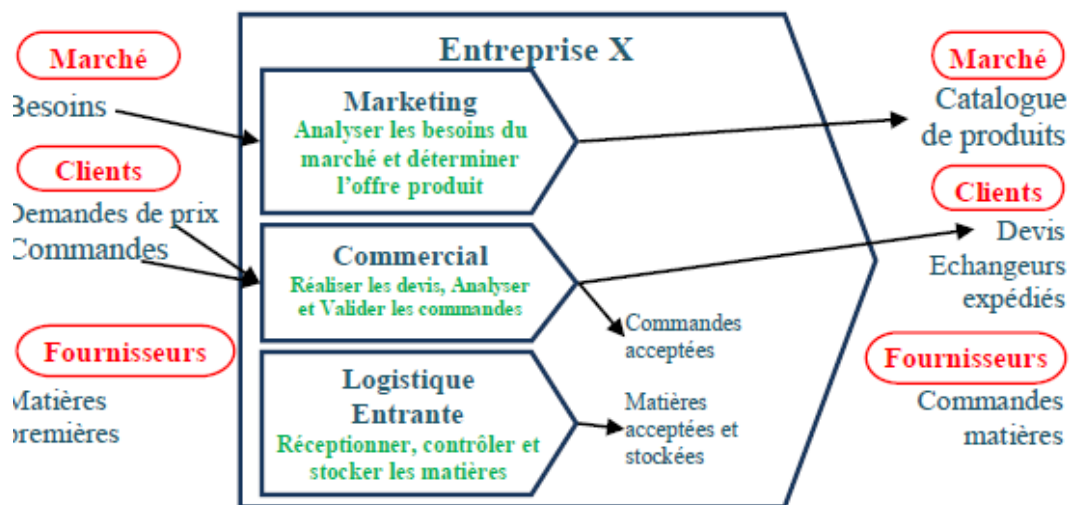 Entreprise X
Marché
Besoins
Clients
Demandes de prix
Commandes
Fournisseurs
Matières
premières
Marketing
Analyser les besoins du
marché et déterminer
l'offre produit
Commercial
Réaliser les devis, Analyser
et Valider les commandes
Commandes
acceptées
Logistique
Entrante
Réceptionner, contrôler et
stocker les matières
Matières
acceptées et
stockées
Marché
Catalogue
de produits
Clients
Devis
Echangeurs
expédiés
Fournisseurs
Commandes
matières